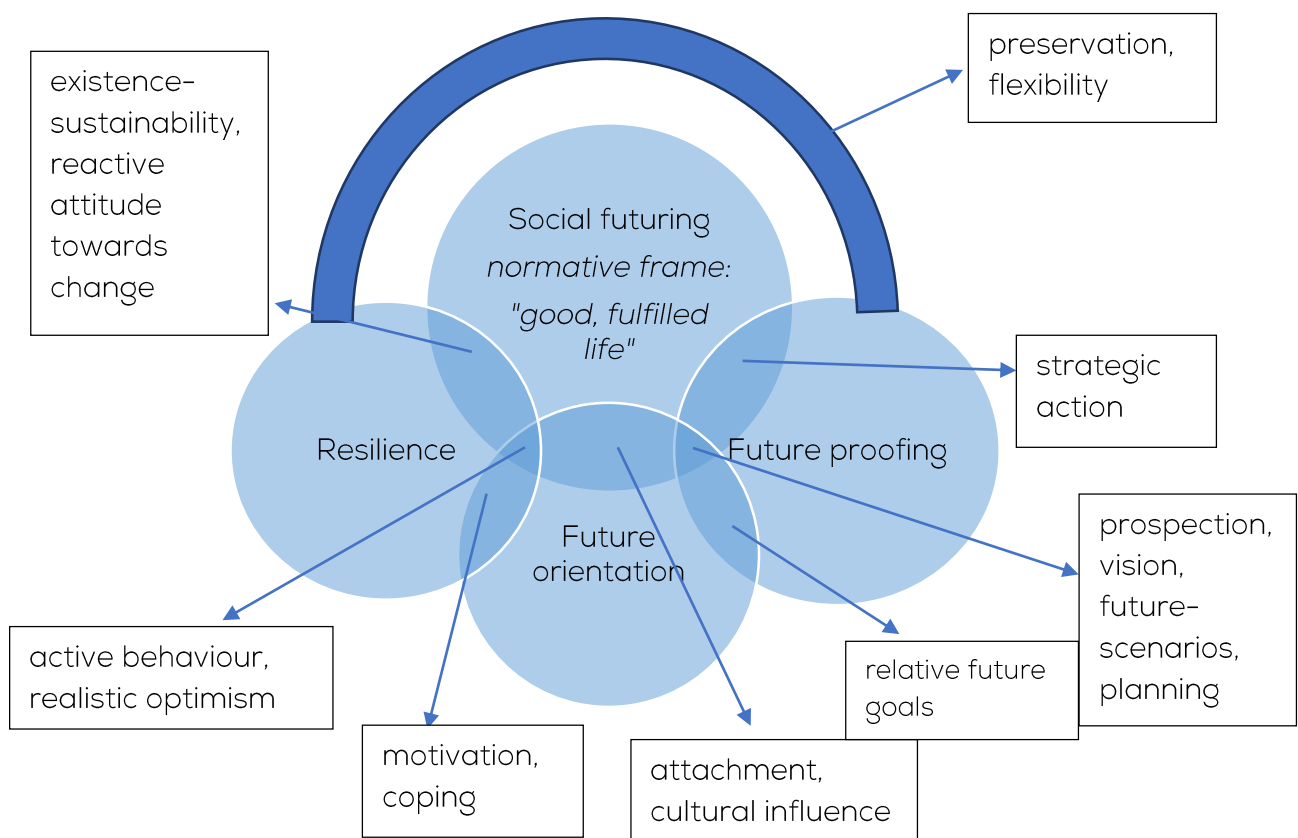 preservation,
flexibility
existence-
sustainability,
reactive
attitude
towards
change
Social futuring
normative frame:
"good, fulfilled
life"
strategic
action
Resilience
Future proofing
Future
orientation
prospection,
vision,
future-
scenarios,
planning
active behaviour,
realistic optimism
relative future
goals
motivation,
coping
attachment,
cultural influence